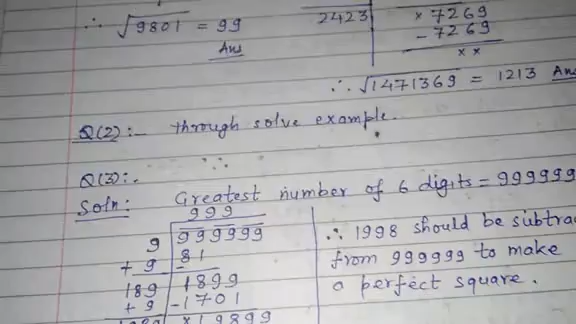 ∴ √9801 = 99
Ans
2423 | × 7269
- 7269
× ×
∴ √1471369 = 1213 Ans
Q(2):- through solve example.
Q(3):-
Soln: Greatest number of 6 digits = 999999
999
9 | 999999
+ 9 | - 81
189 | 1899
+ 9 | - 1701
×19899
∴ 1998 should be subtra
from 999999 to make
a perfect square.